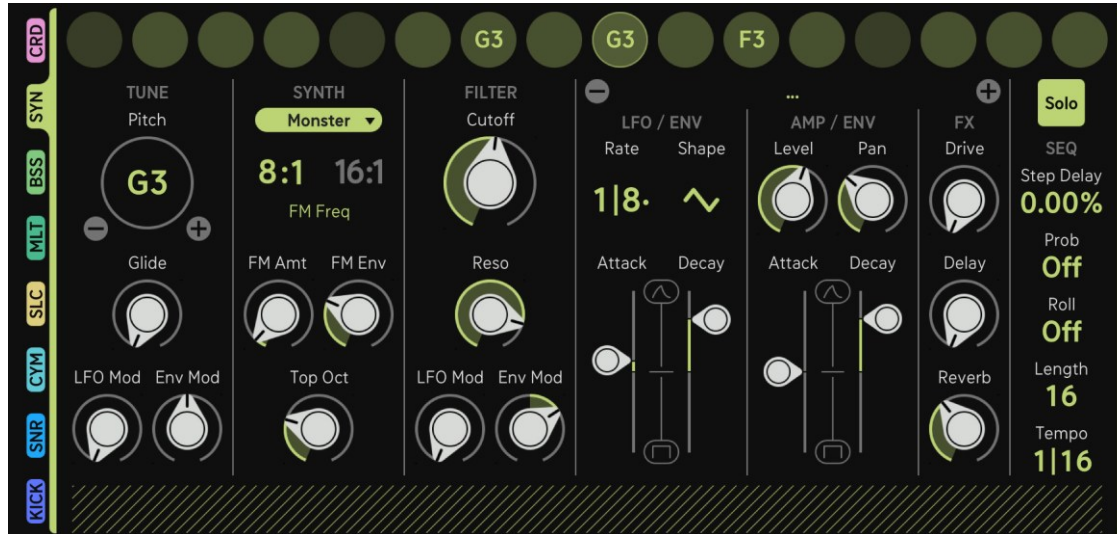 CRD
SYN
BSS
MLT
SLC
CYM
SNR
KICK
G3 G3 F3
TUNE
Pitch
G3
Glide
LFO Mod Env Mod
SYNTH
Monster
8:1 16:1
FM Freq
FM Amt FM Env
Top Oct
FILTER
Cutoff
Reso
LFO Mod Env Mod
...
LFO / ENV
Rate Shape
1|8.
Attack Decay
AMP / ENV
Level Pan
Attack Decay
FX
Drive
Delay
Reverb
Solo
SEQ
Step Delay
0.00%
Prob
Off
Roll
Off
Length
16
Tempo
1|16